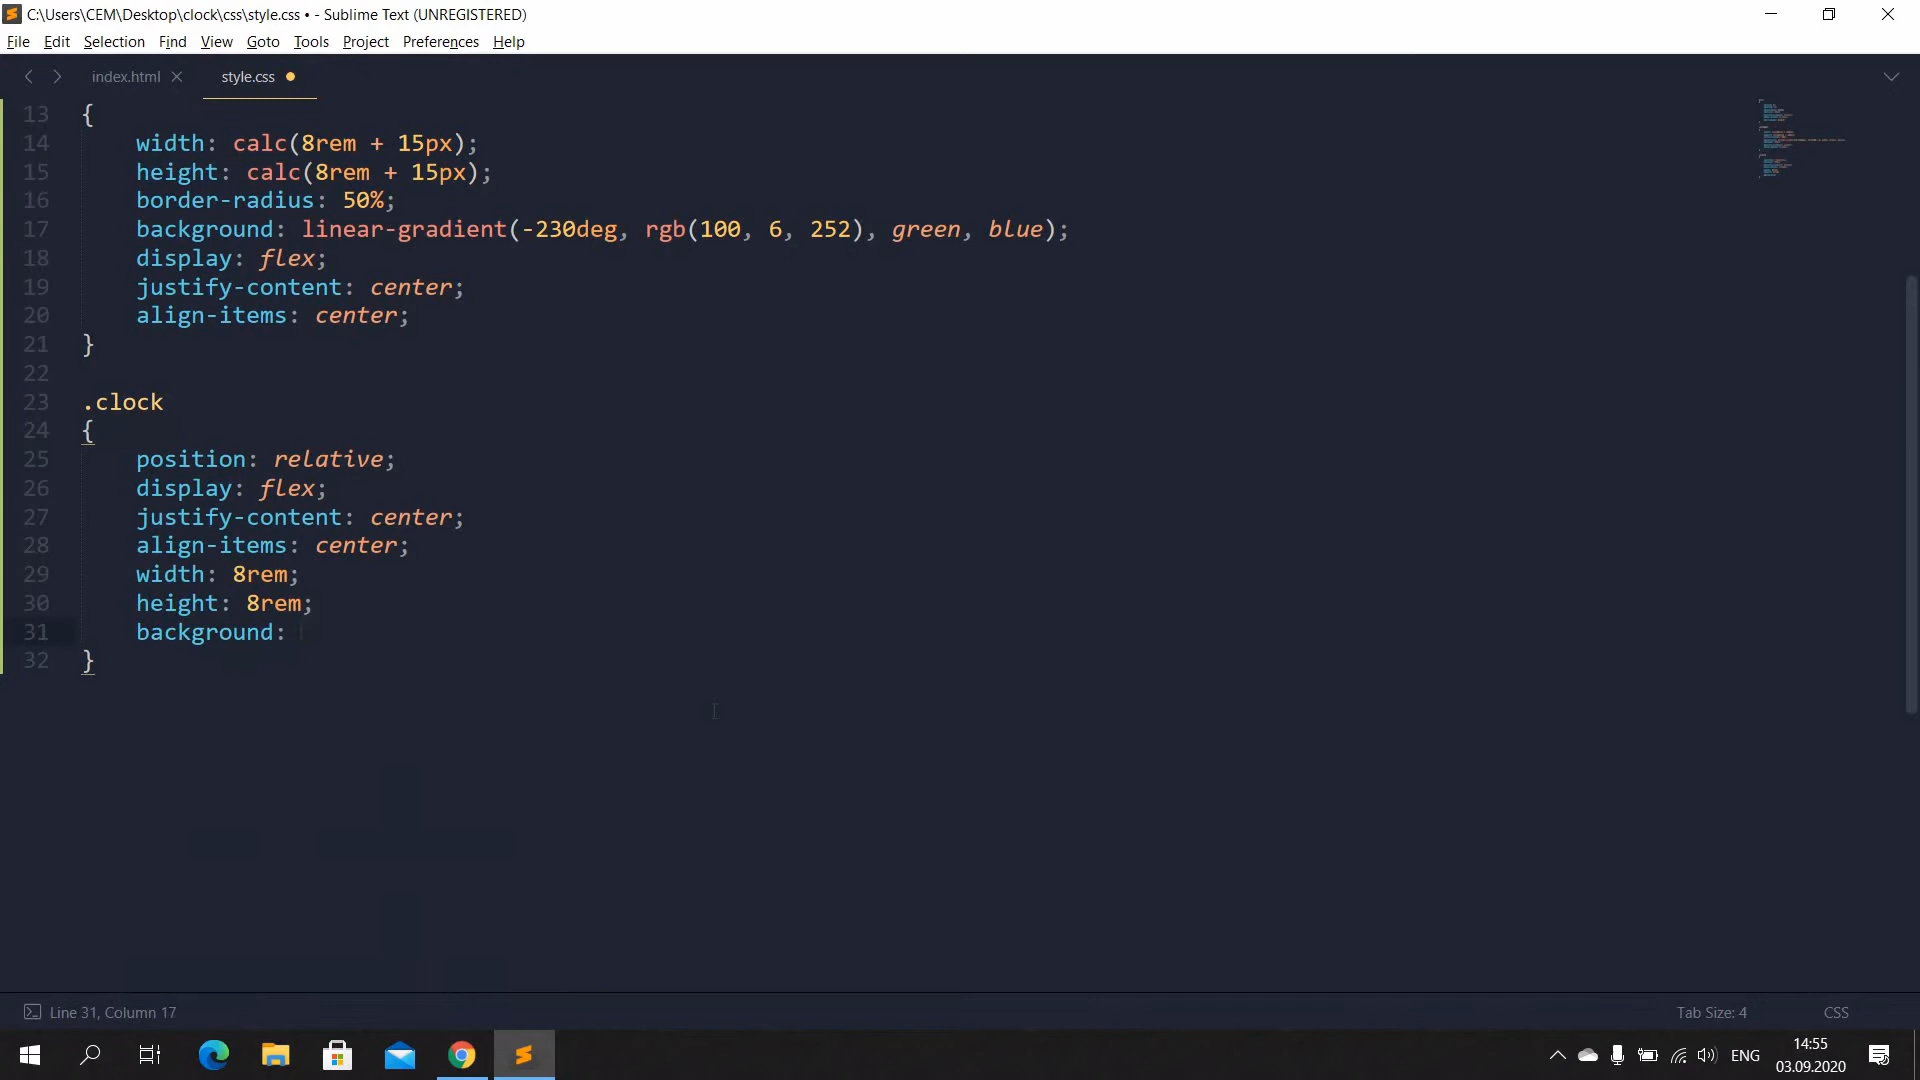 C:\Users\CEM\Desktop\clock\css\style.css • - Sublime Text (UNREGISTERED)
File Edit Selection Find View Goto Tools Project Preferences Help
index.html style.css
13 {
14 width: calc(8rem + 15px);
15 height: calc(8rem + 15px);
16 border-radius: 50%;
17 background: linear-gradient(-230deg, rgb(100, 6, 252), green, blue);
18 display: flex;
19 justify-content: center;
20 align-items: center;
21 }
22
23 .clock
24 {
25 position: relative;
26 display: flex;
27 justify-content: center;
28 align-items: center;
29 width: 8rem;
30 height: 8rem;
31 background:
32 }
Line 31, Column 17 Tab Size: 4 CSS
ENG 14:55
03.09.2020